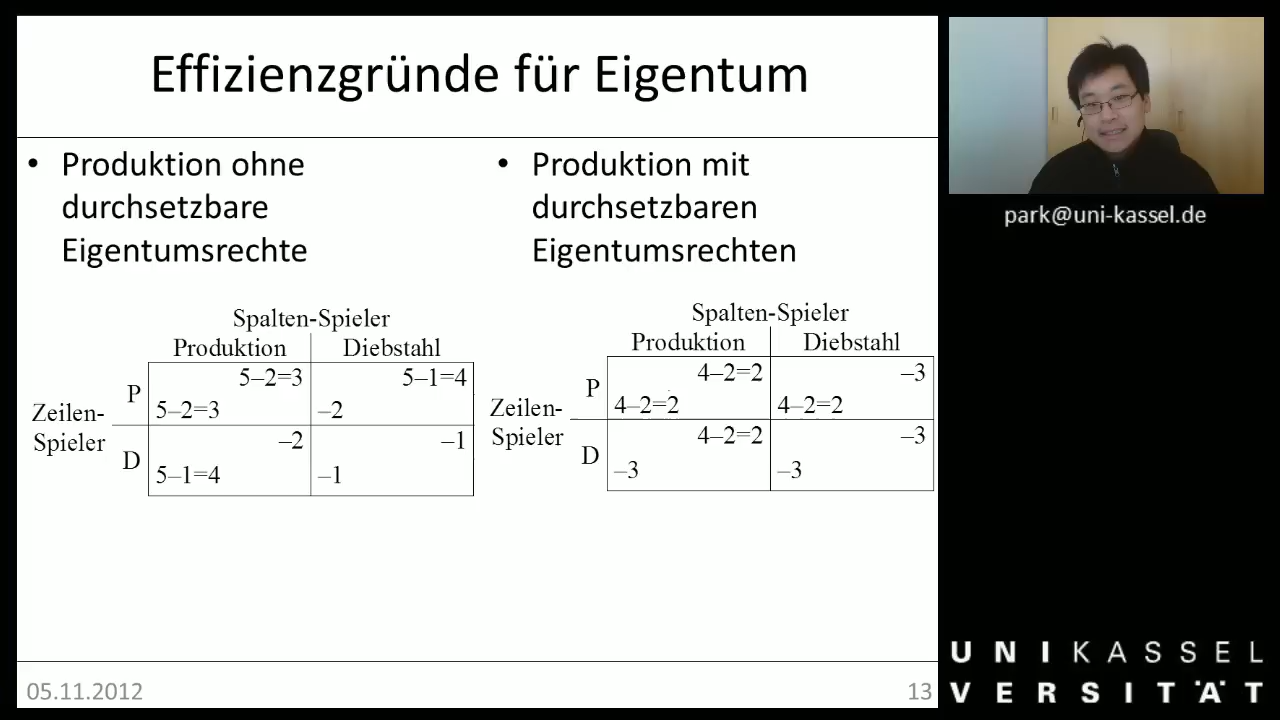 Effizienzgründe für Eigentum
• Produktion ohne
durchsetzbare
Eigentumsrechte
Spalten-Spieler
Produktion Diebstahl
Zeilen-
Spieler
P
5–2=3 5–1=4
5–2=3 –2
D
–2 –1
5–1=4 –1
• Produktion mit
durchsetzbaren
Eigentumsrechten
Spalten-Spieler
Produktion Diebstahl
Zeilen-
Spieler
P
4–2=2 –3
4–2=2 4–2=2
D
4–2=2 –3
–3 –3
05.11.2012 13
park@uni-kassel.de
UNIKASSEL
VERSITÄT